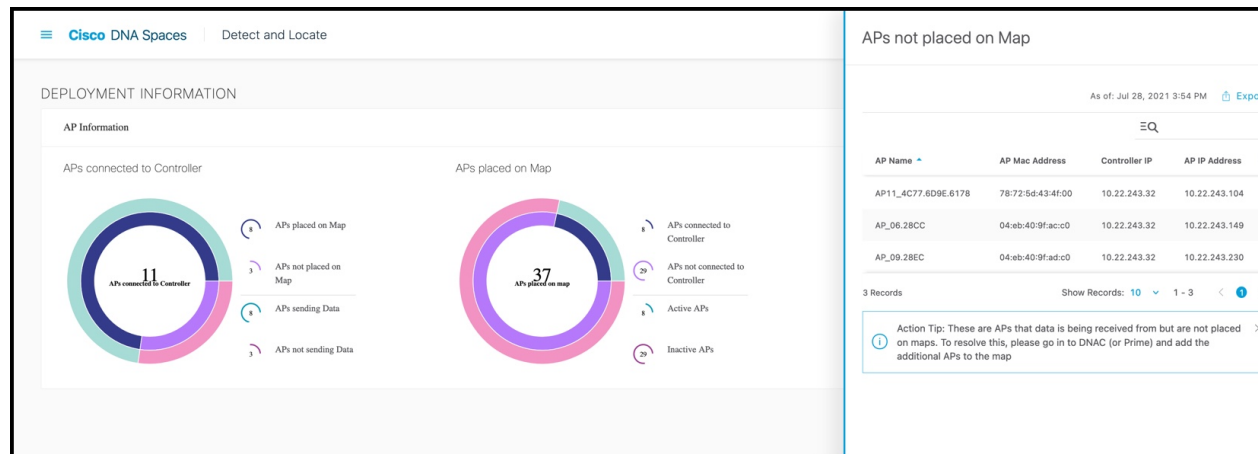 Cisco DNA Spaces Detect and Locate
DEPLOYMENT INFORMATION
AP Information
APs connected to Controller
11
APs connected to Controller
8 APs placed on Map
3 APs not placed on
Map
8 APs sending Data
3 APs not sending Data
APs placed on Map
37
APs placed on map
8 APs connected to
Controller
29 APs not connected to
Controller
8 Active APs
29 Inactive APs
APs not placed on Map
As of: Jul 28, 2021 3:54 PM Expo
AP Name AP Mac Address Controller IP AP IP Address
AP11_4C77.6D9E.6178 78:72:5d:43:4f:00 10.22.243.32 10.22.243.104
AP_06.28CC 04:eb:40:9f:ac:c0 10.22.243.32 10.22.243.149
AP_09.28EC 04:eb:40:9f:ad:c0 10.22.243.32 10.22.243.230
3 Records Show Records: 10 1 - 3 1
Action Tip: These are APs that data is being received from but are not placed
on maps. To resolve this, please go in to DNAC (or Prime) and add the
additional APs to the map